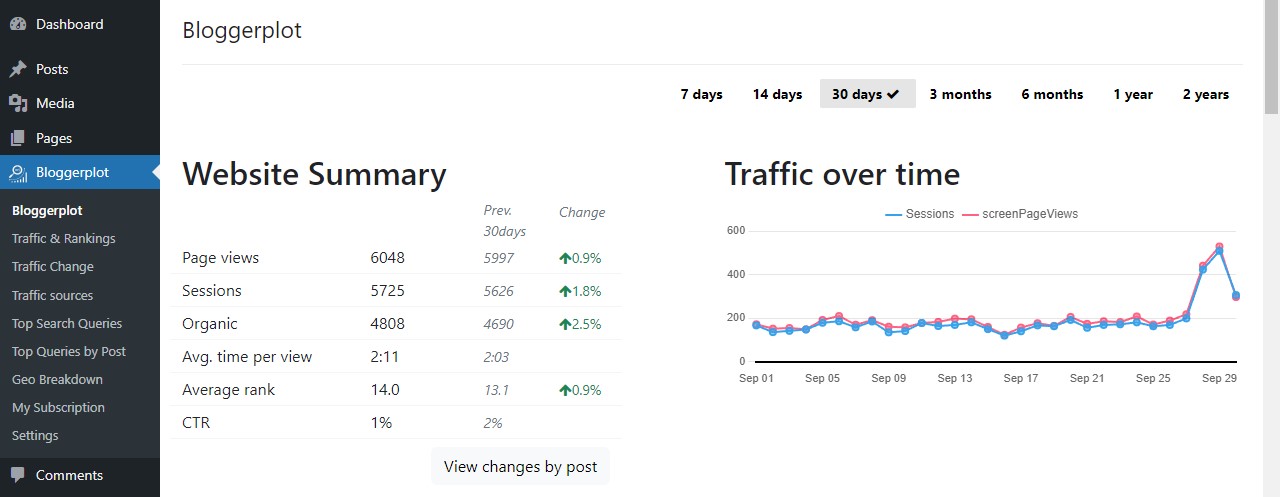 Dashboard
Posts
Media
Pages
Bloggerplot
Bloggerplot
Traffic & Rankings
Traffic Change
Traffic sources
Top Search Queries
Top Queries by Post
Geo Breakdown
My Subscription
Settings
Comments
Bloggerplot
7 days 14 days 30 days 3 months 6 months 1 year 2 years
Website Summary
Prev. 30days Change
Page views 6048 5997 0.9%
Sessions 5725 5626 1.8%
Organic 4808 4690 2.5%
Avg. time per view 2:11 2:03
Average rank 14.0 13.1 0.9%
CTR 1% 2%
View changes by post
Traffic over time
Sessions screenPageViews
600
400
200
0
Sep 01 Sep 05 Sep 09 Sep 13 Sep 17 Sep 21 Sep 25 Sep 29